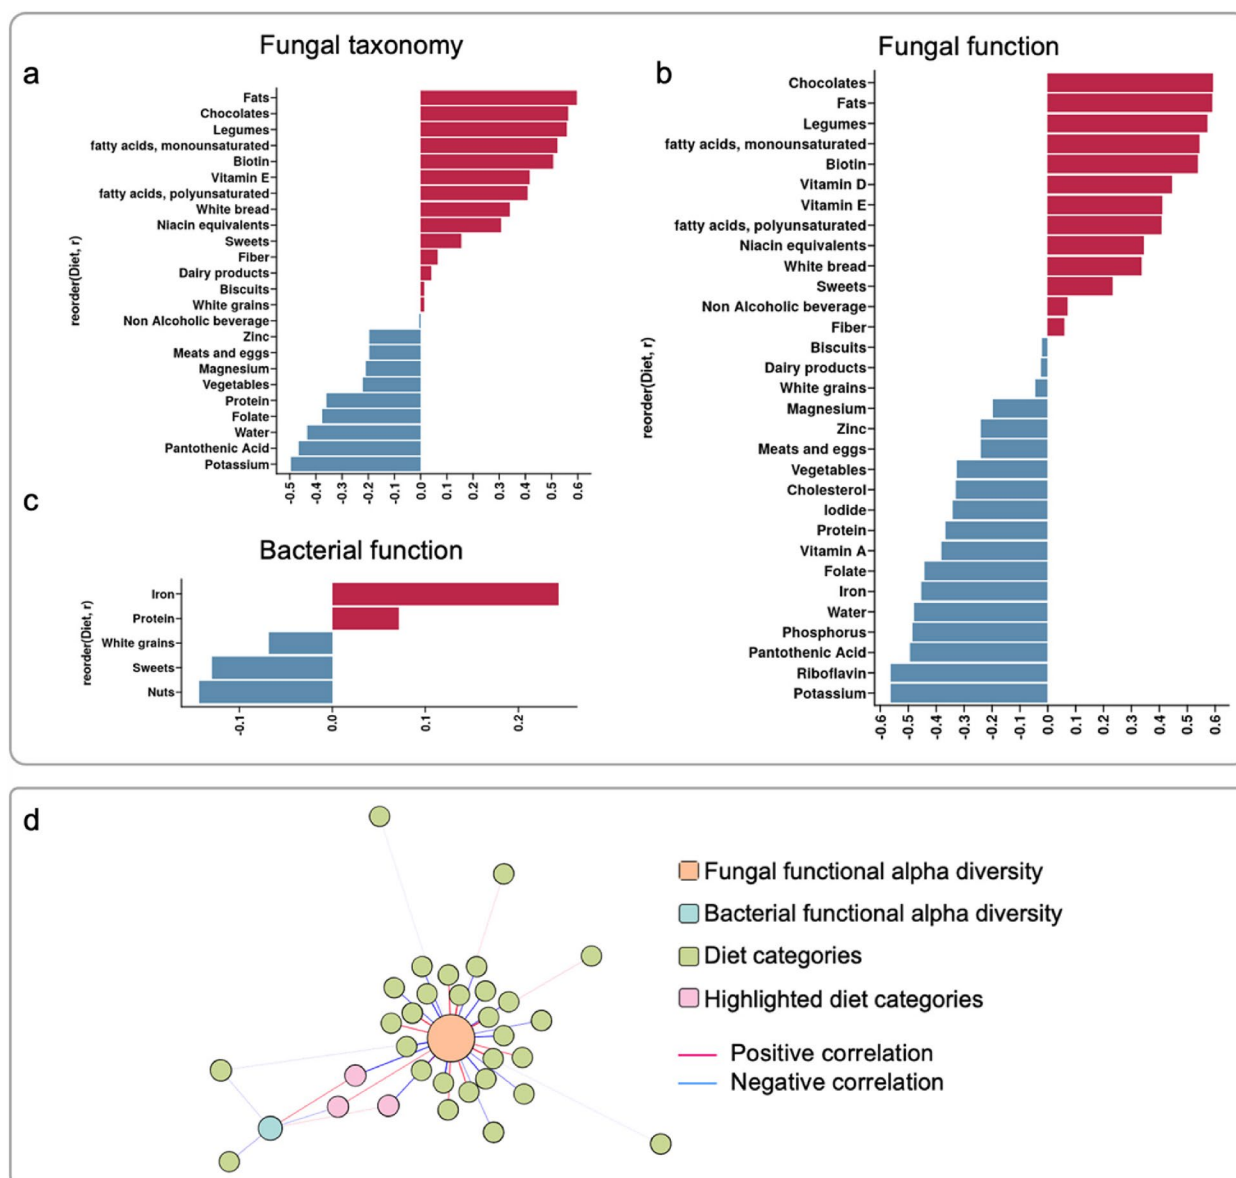 Fungal taxonomy
a
Fats
Chocolates
Legumes
fatty acids, monounsaturated
Biotin
Vitamin E
fatty acids, polyunsaturated
White bread
Niacin equivalents
Sweets
Fiber
Dairy products
Biscuits
White grains
Non Alcoholic beverage
Zinc
Meats and eggs
Magnesium
Vegetables
Protein
Folate
Water
Pantothenic Acid
Potassium
reorder(Diet, r)
-0.5 -0.4 -0.3 -0.2 -0.1 0.0 0.1 0.2 0.3 0.4 0.5 0.6
Fungal function
b
Chocolates
Fats
Legumes
fatty acids, monounsaturated
Biotin
Vitamin D
Vitamin E
fatty acids, polyunsaturated
Niacin equivalents
White bread
Sweets
Non Alcoholic beverage
Fiber
Biscuits
Dairy products
White grains
Magnesium
Zinc
Meats and eggs
Vegetables
Cholesterol
Iodide
Protein
Vitamin A
Folate
Iron
Water
Phosphorus
Pantothenic Acid
Riboflavin
Potassium
reorder(Diet, r)
-0.6 -0.5 -0.4 -0.3 -0.2 -0.1 0.0 0.1 0.2 0.3 0.4 0.5 0.6
c
Bacterial function
Iron
Protein
White grains
Sweets
Nuts
reorder(Diet, r)
-0.1 0.0 0.1 0.2
d
Fungal functional alpha diversity
Bacterial functional alpha diversity
Diet categories
Highlighted diet categories
Positive correlation
Negative correlation